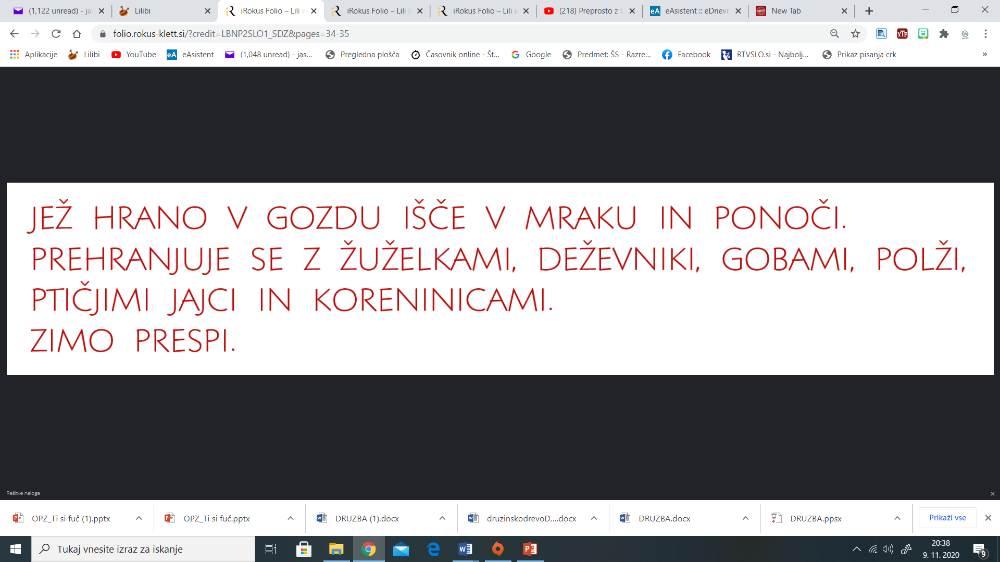 (1,122 unread) - jas
Lilibi
iRokus Folio – Lili in
iRokus Folio – Lili in
iRokus Folio – Lili in
(218) Preprosto z
eAsistent :: eDnevn
New Tab
folio.rokus-klett.si/?credit=LBNP2SLO1_SDZ&pages=34-35
Aplikacije
Lilibi
YouTube
eAsistent
(1,048 unread) - jas...
Pregledna plošča
Časovnik online - Št...
Google
Predmet: ŠS - Razre...
Facebook
RTVSLO.si - Najbolj...
Prikaz pisanja crk
»
JEŽ HRANO V GOZDU IŠČE V MRAKU IN PONOČI.
PREHRANJUJE SE Z ŽUŽELKAMI, DEŽEVNIKI, GOBAMI, POLŽI,
PTIČJIMI JAJCI IN KORENINICAMI.
ZIMO PRESPI.
Rešitve naloge
OPZ_Ti si fuč (1).pptx
OPZ_Ti si fuč.pptx
DRUZBA (1).docx
druzinskodrevoD....docx
DRUZBA.docx
DRUZBA.ppsx
Prikaži vse
Tukaj vnesite izraz za iskanje
20:38
9. 11. 2020
9